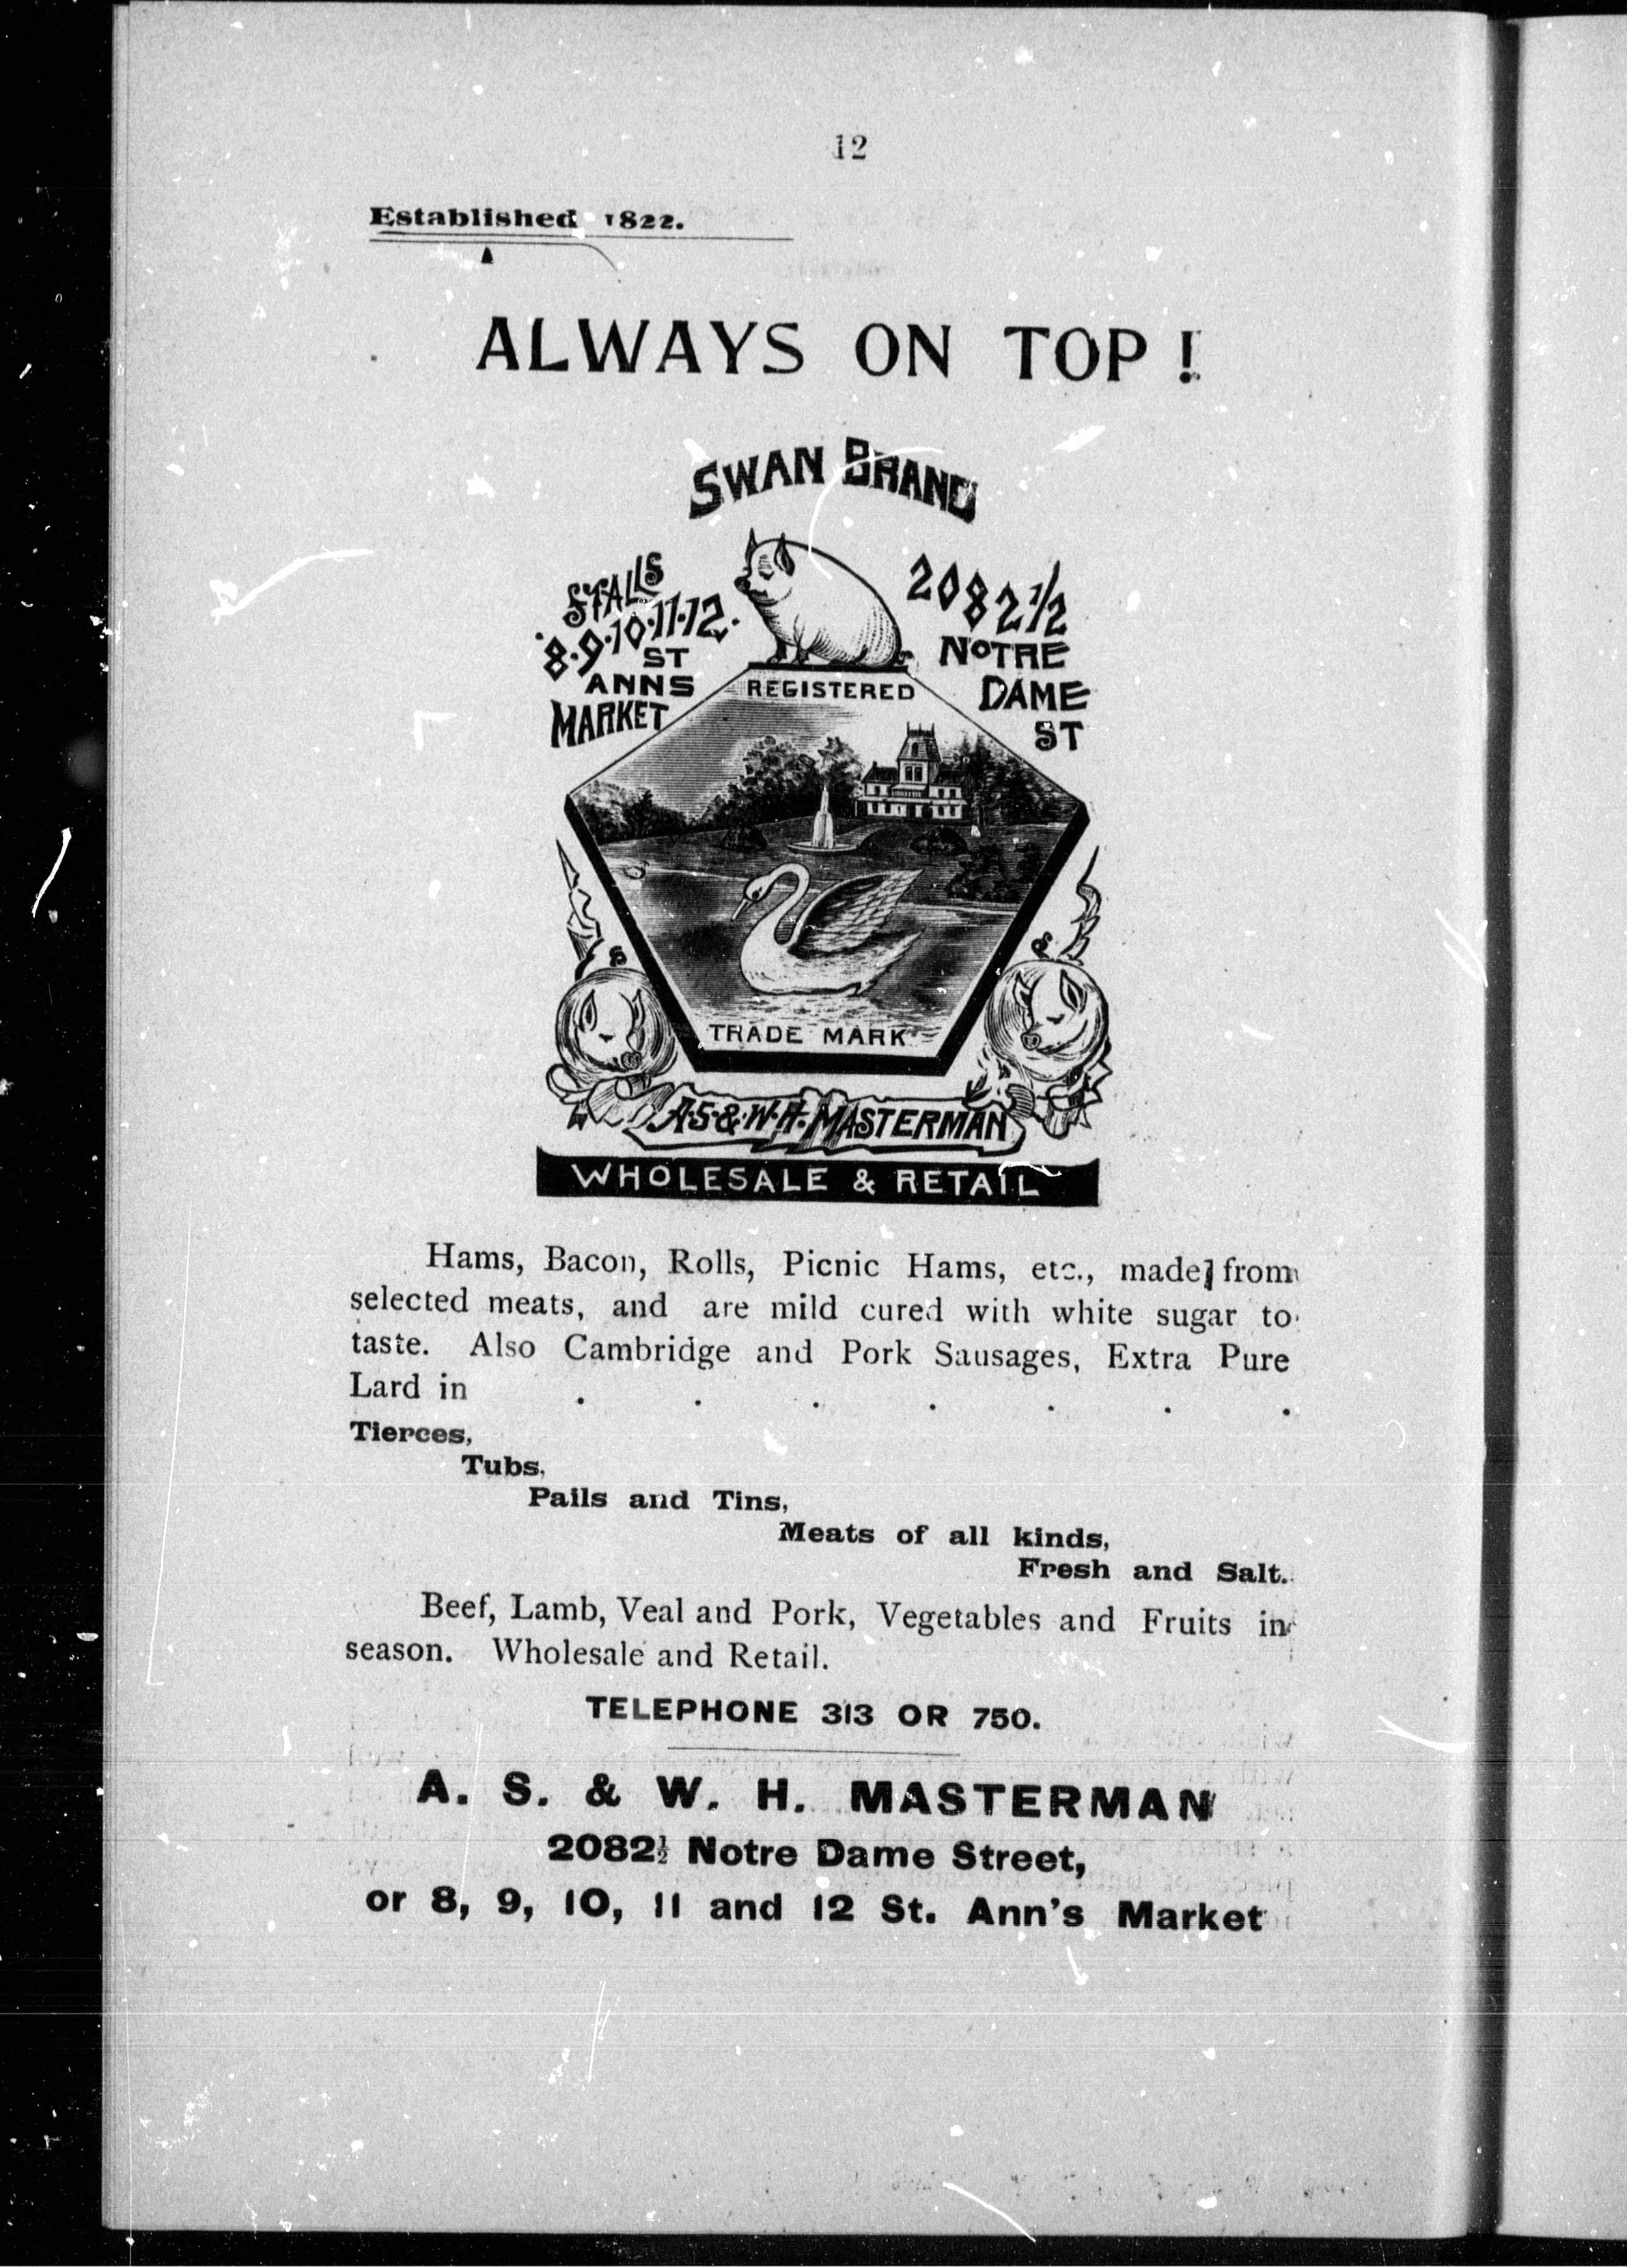 12
Established 1822.
ALWAYS ON TOP !
SWAN BRAND
STALLS
8·9·10·11·12·
ST
ANNS
MARKET
2082½
NOTRE
DAME
ST
REGISTERED
TRADE MARK
A·S·&·W·H·MASTERMAN
WHOLESALE & RETAIL
Hams, Bacon, Rolls, Picnic Hams, etc., made from
selected meats, and are mild cured with white sugar to
taste. Also Cambridge and Pork Sausages, Extra Pure
Lard in . . . . . . .
Tierces,
Tubs,
Pails and Tins,
Meats of all kinds,
Fresh and Salt.
Beef, Lamb, Veal and Pork, Vegetables and Fruits in
season. Wholesale and Retail.
TELEPHONE 313 OR 750.
A. S. & W. H. MASTERMAN
2082½ Notre Dame Street,
or 8, 9, 10, 11 and 12 St. Ann's Market